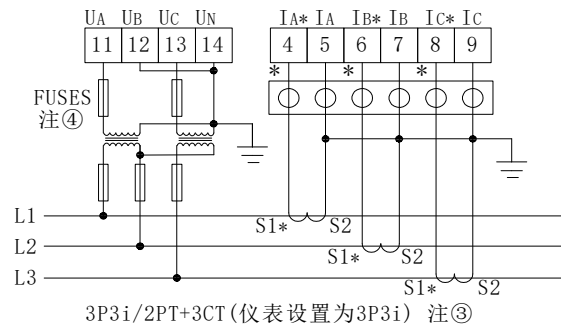 UA UB UC UN IA* IA IB* IB IC* IC
11 12 13 14 4 5 6 7 8 9
* * *
FUSES
注④
L1
S1* S2
L2
S1* S2
L3
S1* S2
3P3i/2PT+3CT(仪表设置为3P3i) 注③